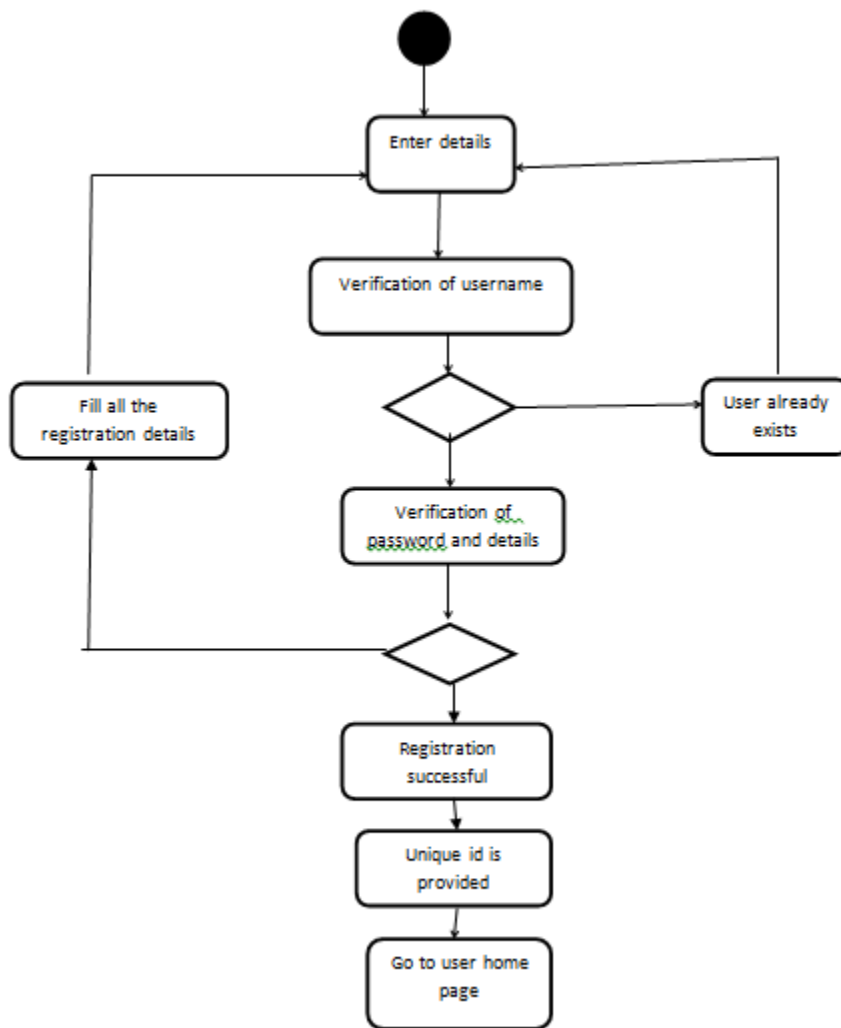 Enter details
Verification of username
Fill all the
registration details
User already
exists
Verification of
password and details
Registration
successful
Unique id is
provided
Go to user home
page